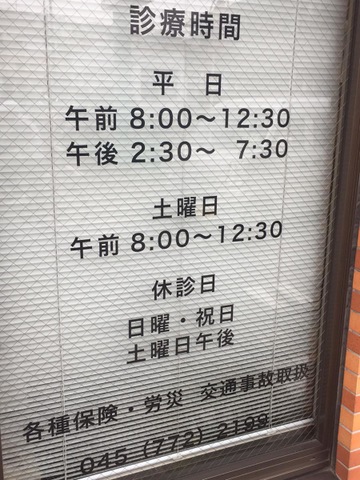 診療時間
平 日
午前 8:00〜12:30
午後 2:30〜 7:30
土曜日
午前 8:00〜12:30
休診日
日曜・祝日
土曜日午後
各種保険・労災 交通事故取扱
045 (772) 2199